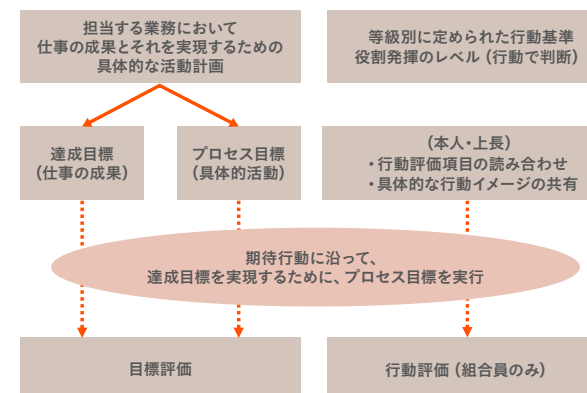 担当する業務において
仕事の成果とそれを実現するための
具体的な活動計画
等級別に定められた行動基準
役割発揮のレベル(行動で判断)
達成目標
(仕事の成果)
プロセス目標
(具体的活動)
(本人・上長)
・行動評価項目の読み合わせ
・具体的な行動イメージの共有
期待行動に沿って、
達成目標を実現するために、プロセス目標を実行
目標評価
行動評価(組合員のみ)